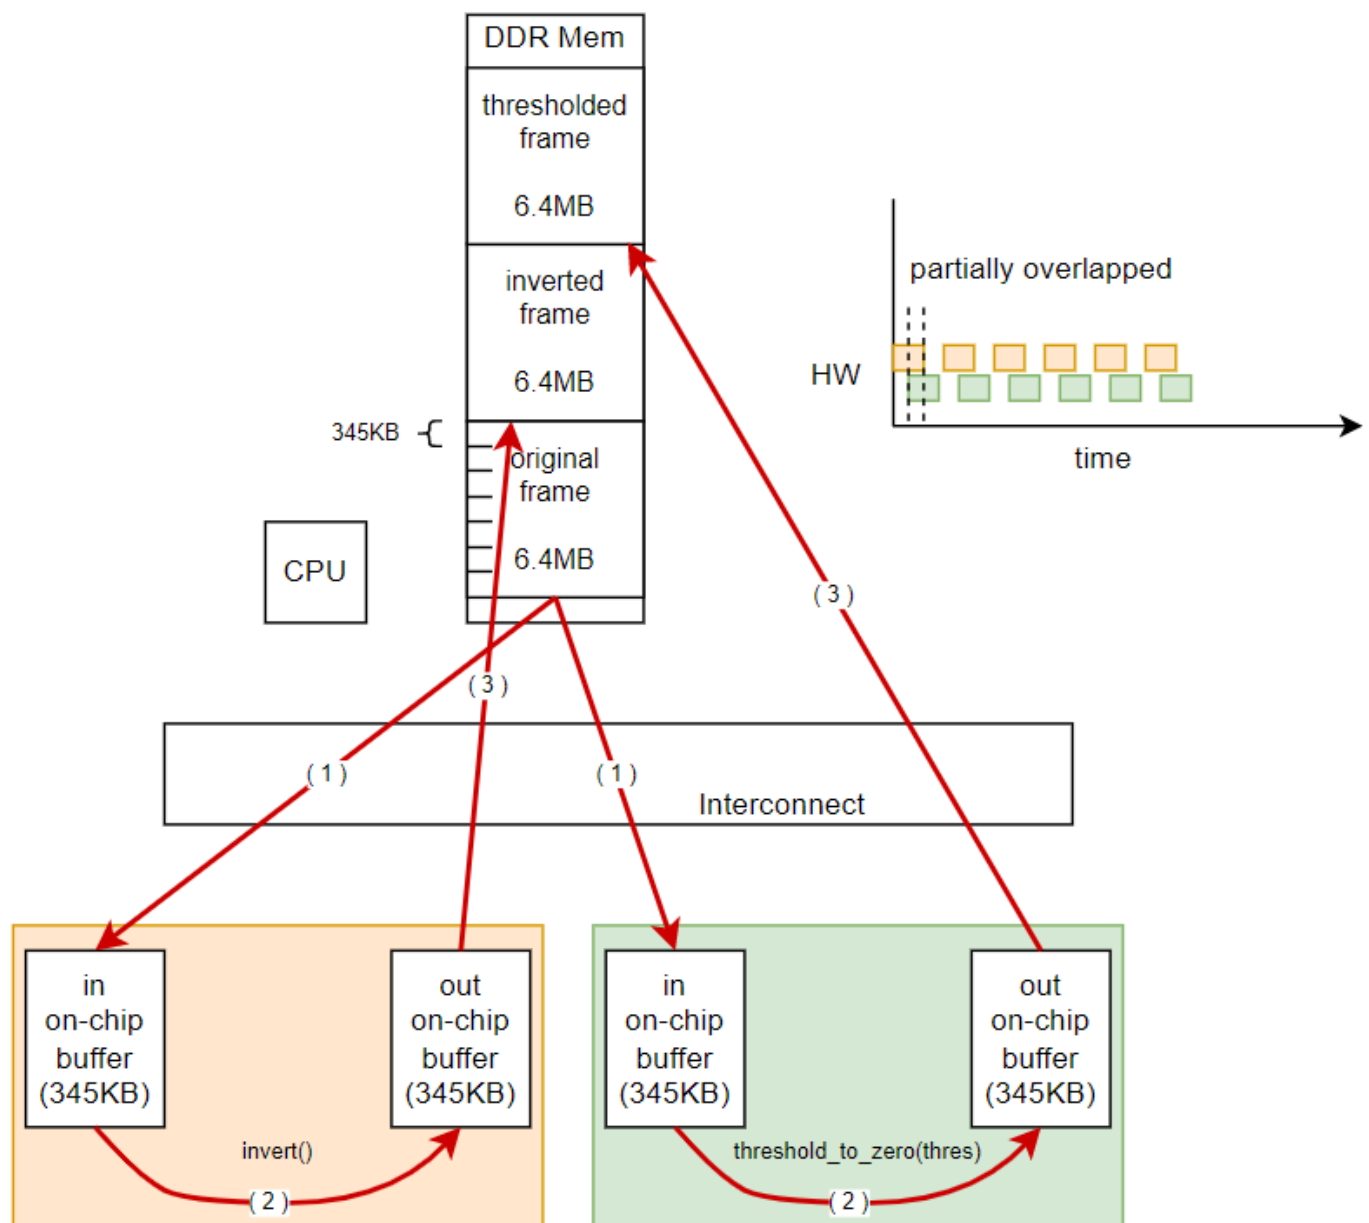 DDR Mem
thresholded
frame
6.4MB
inverted
frame
6.4MB
345KB
original
frame
6.4MB
CPU
partially overlapped
HW
time
( 3 )
( 3 )
( 1 )
( 1 )
Interconnect
in
on-chip
buffer
(345KB)
out
on-chip
buffer
(345KB)
invert()
( 2 )
in
on-chip
buffer
(345KB)
out
on-chip
buffer
(345KB)
threshold_to_zero(thres)
( 2 )